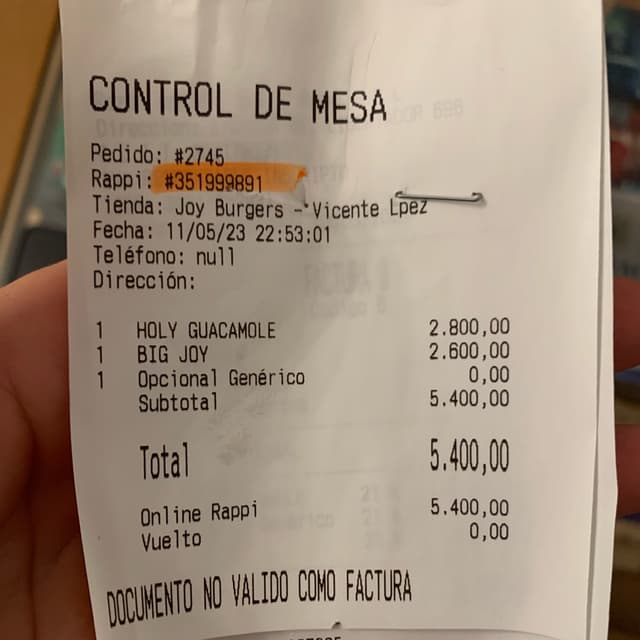 CONTROL DE MESA
Pedido: #2745
Rappi: #351999891
Tienda: Joy Burgers - Vicente Lpez
Fecha: 11/05/23 22:53:01
Teléfono: null
Dirección:
1 HOLY GUACAMOLE 2.800,00
1 BIG JOY 2.600,00
1 Opcional Genérico 0,00
Subtotal 5.400,00
Total 5.400,00
Online Rappi 5.400,00
Vuelto 0,00
DOCUMENTO NO VALIDO COMO FACTURA